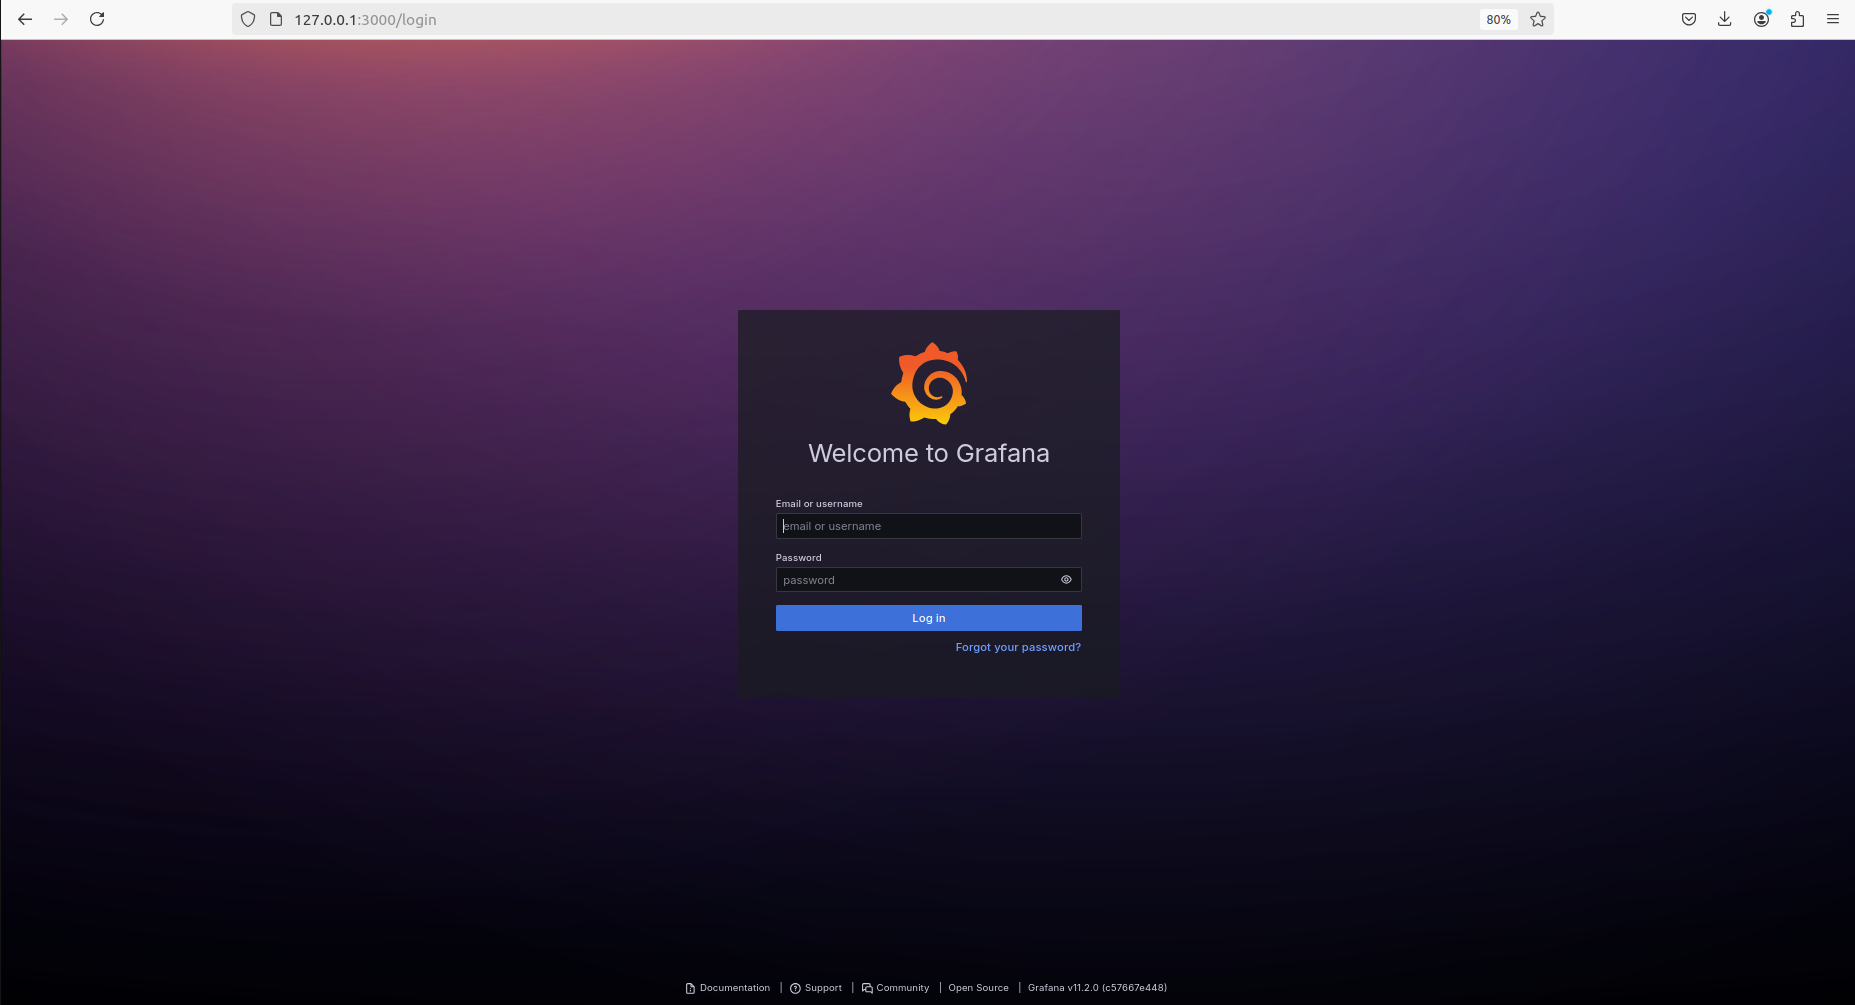 127.0.0.1:3000/login
80%
Welcome to Grafana
Email or username
email or username
Password
password
Log in
Forgot your password?
Documentation | Support | Community | Open Source | Grafana v11.2.0 (c57667e448)